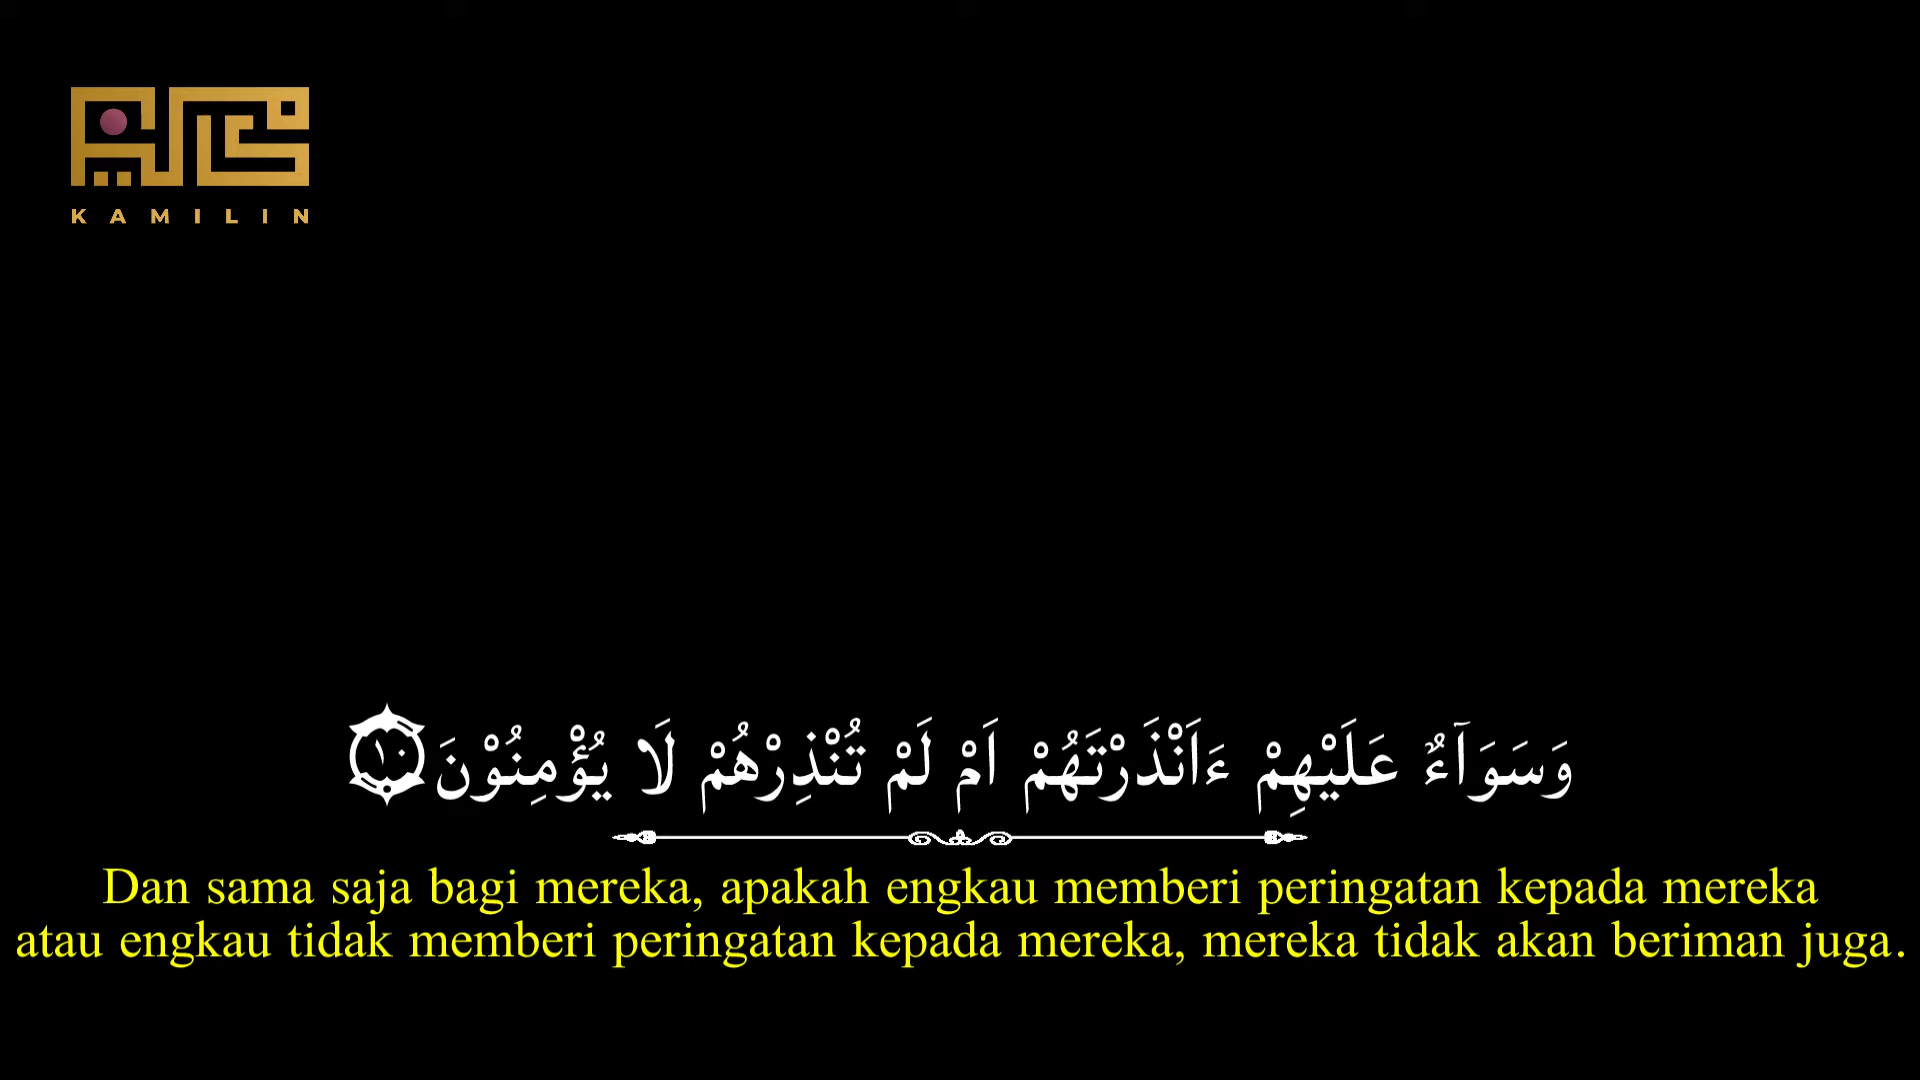 KAMILIN
وَسَوَآءٌ عَلَيْهِمْ ءَاَنْذَرْتَهُمْ اَمْ لَمْ تُنْذِرْهُمْ لَا يُؤْمِنُوْنَ ١٠
Dan sama saja bagi mereka, apakah engkau memberi peringatan kepada mereka
atau engkau tidak memberi peringatan kepada mereka, mereka tidak akan beriman juga.